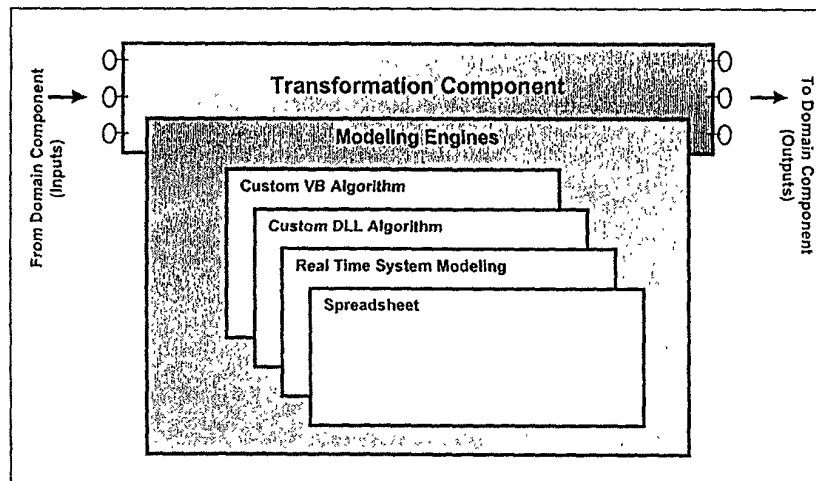 Transformation Component
From Domain Component
(Inputs)
To Domain Component
(Outputs)
Modeling Engines
Custom VB Algorithm
Custom DLL Algorithm
Real Time System Modeling
Spreadsheet